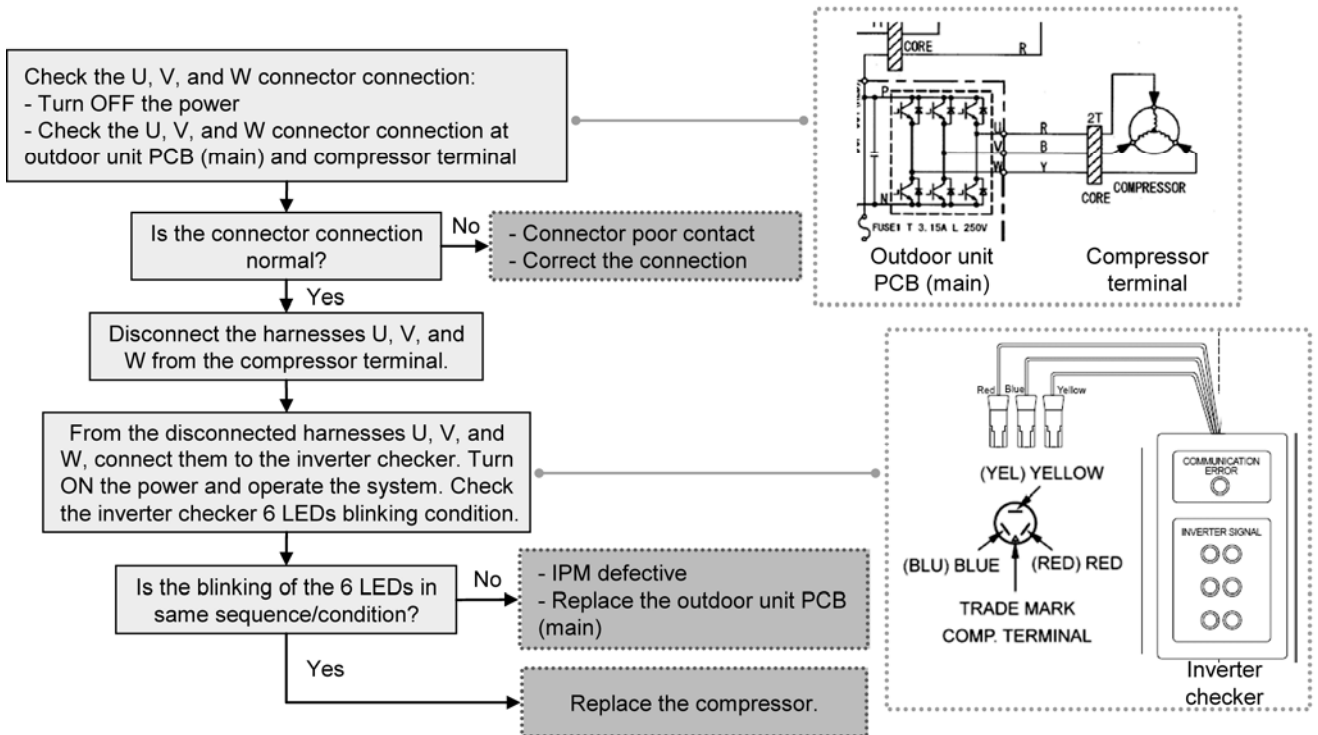 Check the U, V, and W connector connection:
- Turn OFF the power
- Check the U, V, and W connector connection at
outdoor unit PCB (main) and compressor terminal
Is the connector connection
normal?
No
- Connector poor contact
- Correct the connection
Yes
Disconnect the harnesses U, V, and
W from the compressor terminal.
From the disconnected harnesses U, V, and
W, connect them to the inverter checker. Turn
ON the power and operate the system. Check
the inverter checker 6 LEDs blinking condition.
Is the blinking of the 6 LEDs in
same sequence/condition?
No
- IPM defective
- Replace the outdoor unit PCB
(main)
Yes
Replace the compressor.
CORE
R
P
U
R
V
B
W
Y
N
2T
CORE
COMPRESSOR
FUSE1 T 3.15A L 250V
Outdoor unit
PCB (main)
Compressor
terminal
Red
Blue
Yellow
(YEL) YELLOW
(BLU) BLUE
(RED) RED
TRADE MARK
COMP. TERMINAL
COMMUNICATION
ERROR
INVERTER SIGNAL
Inverter
checker